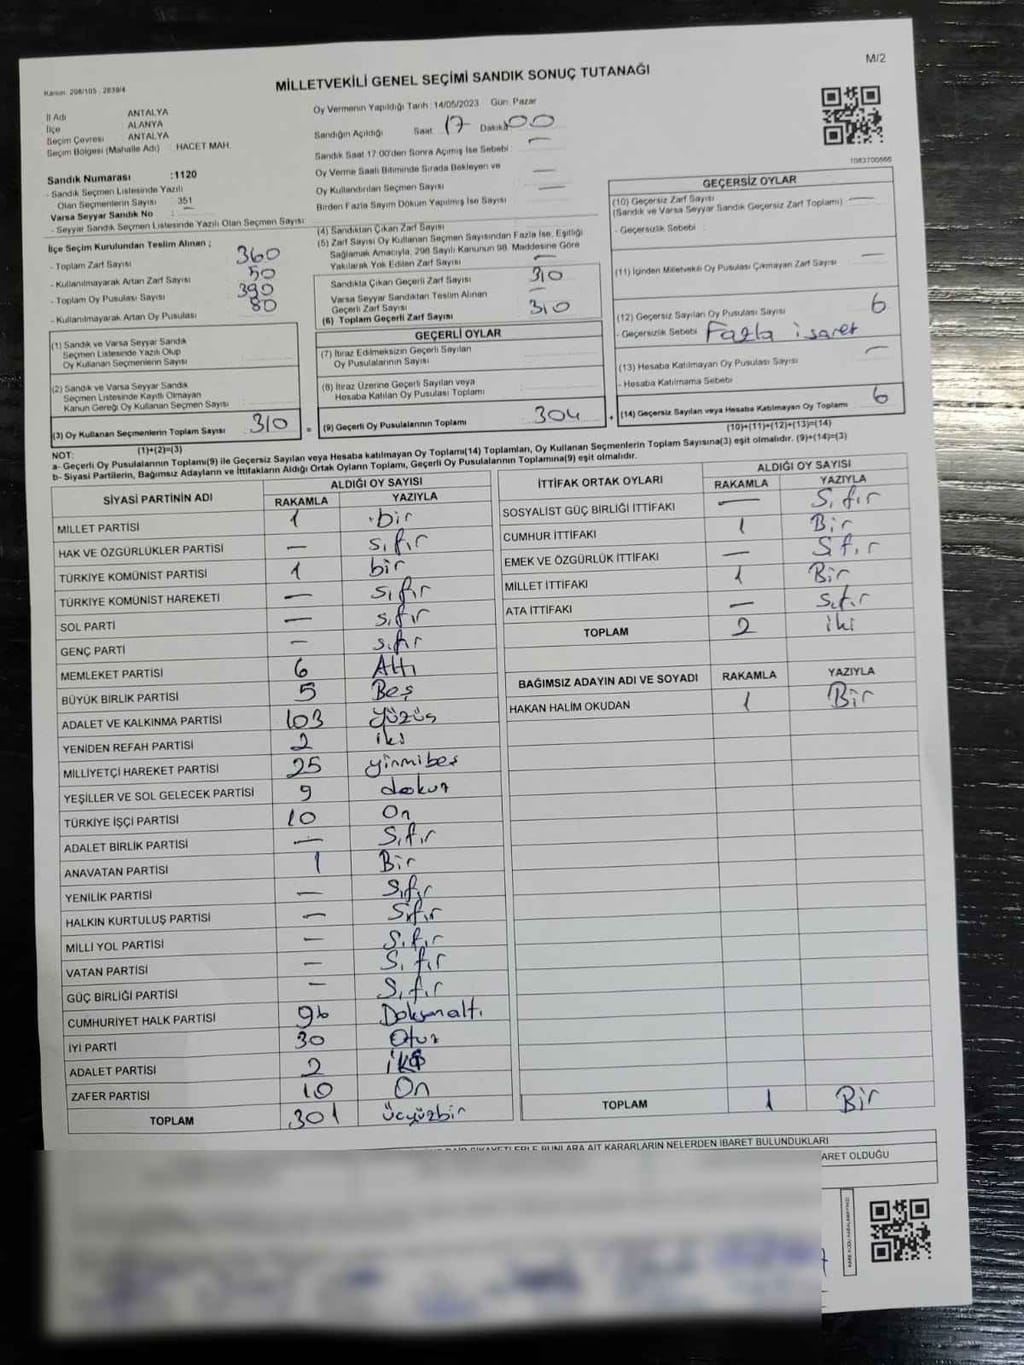 M/2
Kanun: 298/105 , 2839/4
MİLLETVEKİLİ GENEL SEÇİMİ SANDIK SONUÇ TUTANAĞI
İl Adı ANTALYA
İlçe ALANYA
Seçim Çevresi ANTALYA
Seçim Bölgesi (Mahalle Adı) : HACET MAH.
Sandık Numarası :1120
- Sandık Seçmen Listesinde Yazılı
Olan Seçmenlerin Sayısı : 351
Varsa Seyyar Sandık No :
- Seyyar Sandık Seçmen Listesinde Yazılı Olan Seçmen Sayısı:
İlçe Seçim Kurulundan Teslim Alınan ;
- Toplam Zarf Sayısı 360
- Kullanılmayarak Artan Zarf Sayısı 50
- Toplam Oy Pusulası Sayısı 390
- Kullanılmayarak Artan Oy Pusulası 80
Oy Vermenin Yapıldığı Tarih : 14/05/2023 Gün: Pazar
Sandığın Açıldığı Saat: 17 Dakika: 00
Sandık Saat 17:00'den Sonra Açımış İse Sebebi : —
Oy Verme Saati Bitiminde Sırada Bekleyen ve
Oy Kullandırılan Seçmen Sayısı —
Birden Fazla Sayım Döküm Yapılmış İse Sayısı —
(4) Sandıktan Çıkan Zarf Sayısı
(5) Zarf Sayısı Oy Kullanan Seçmen Sayısından Fazla İse, Eşitliği
Sağlamak Amacıyla, 298 Sayılı Kanunun 98. Maddesine Göre
Yakılarak Yok Edilen Zarf Sayısı —
Sandıkta Çıkan Geçerli Zarf Sayısı 310
Varsa Seyyar Sandıktan Teslim Alınan
Geçerli Zarf Sayısı —
(6) Toplam Geçerli Zarf Sayısı 310
1083700566
GEÇERSİZ OYLAR
(10) Geçersiz Zarf Sayısı —
(Sandık ve Varsa Seyyar Sandık Geçersiz Zarf Toplamı)
- Geçersizlik Sebebi :
(11) İçinden Milletvekili Oy Pusulası Çıkmayan Zarf Sayısı —
(12) Geçersiz Sayılan Oy Pusulası Sayısı 6
- Geçersizlik Sebebi Fazla işaret
(13) Hesaba Katılmayan Oy Pusulası Sayısı —
- Hesaba Katılmama Sebebi
(14) Geçersiz Sayılan veya Hesaba Katılmayan Oy Toplamı 6
(10)+(11)+(12)+(13)=(14)
(1) Sandık ve Varsa Seyyar Sandık
Seçmen Listesinde Yazılı Olup
Oy Kullanan Seçmenlerin Sayısı
(2) Sandık ve Varsa Seyyar Sandık
Seçmen Listesinde Kayıtlı Olmayan
Kanun Gereği Oy Kullanan Seçmen Sayısı
(3) Oy Kullanan Seçmenlerin Toplam Sayısı 310
(1)+(2)=(3)
GEÇERLİ OYLAR
(7) İtiraz Edilmeksizin Geçerli Sayılan
Oy Pusulalarının Sayısı
(8) İtiraz Üzerine Geçerli Sayılan veya
Hesaba Katılan Oy Pusulası Toplamı
(9) Geçerli Oy Pusulalarının Toplamı 304
NOT:
a- Geçerli Oy Pusulasının Toplamı(9) ile Geçersiz Sayılan veya Hesaba katılmayan Oy Toplamı(14) Toplamları, Oy Kullanan Seçmenlerin Toplam Sayısına(3) eşit olmalıdır. (9)+(14)=(3)
b- Siyasi Partilerin, Bağımsız Adayların ve İttifakların Aldığı Ortak Oyların Toplamı, Geçerli Oy Pusulalasının Toplamına(9) eşit olmalıdır.
SİYASİ PARTİNİN ADI ALDIĞI OY SAYISI
RAKAMLA YAZIYLA
MİLLET PARTİSİ 1 bir
HAK VE ÖZGÜRLÜKLER PARTİSİ — sıfır
TÜRKİYE KOMÜNİST PARTİSİ 1 bir
TÜRKİYE KOMÜNİST HAREKETİ — sıfır
SOL PARTİ — sıfır
GENÇ PARTİ — sıfır
MEMLEKET PARTİSİ 6 Altı
BÜYÜK BİRLİK PARTİSİ 5 Beş
ADALET VE KALKINMA PARTİSİ 103 yüzüç
YENİDEN REFAH PARTİSİ 2 iki
MİLLİYETÇİ HAREKET PARTİSİ 25 yirmibeş
YEŞİLLER VE SOL GELECEK PARTİSİ 9 dokuz
TÜRKİYE İŞÇİ PARTİSİ 10 On
ADALET BİRLİK PARTİSİ — Sıfır
ANAVATAN PARTİSİ 1 Bir
YENİLİK PARTİSİ — Sıfır
HALKIN KURTULUŞ PARTİSİ — Sıfır
MİLLİ YOL PARTİSİ — Sıfır
VATAN PARTİSİ — Sıfır
GÜÇ BİRLİĞİ PARTİSİ — Sıfır
CUMHURİYET HALK PARTİSİ 96 Doksanaltı
İYİ PARTİ 30 Otuz
ADALET PARTİSİ 2 iki
ZAFER PARTİSİ 10 On
TOPLAM 301 üçyüzbir
İTTİFAK ORTAK OYLARI ALDIĞI OY SAYISI
RAKAMLA YAZIYLA
SOSYALİST GÜÇ BİRLİĞİ İTTİFAKI — Sıfır
CUMHUR İTTİFAKI 1 Bir
EMEK VE ÖZGÜRLÜK İTTİFAKI — Sıfır
MİLLET İTTİFAKI 1 Bir
ATA İTTİFAKI — Sıfır
TOPLAM 2 iki
BAĞIMSIZ ADAYIN ADI VE SOYADI RAKAMLA YAZIYLA
HAKAN HALİM OKUDAN 1 Bir
TOPLAM 1 Bir
KARARLARIN NELERDEN İBARET BULUNDUKLARI
ARET OLDUĞU